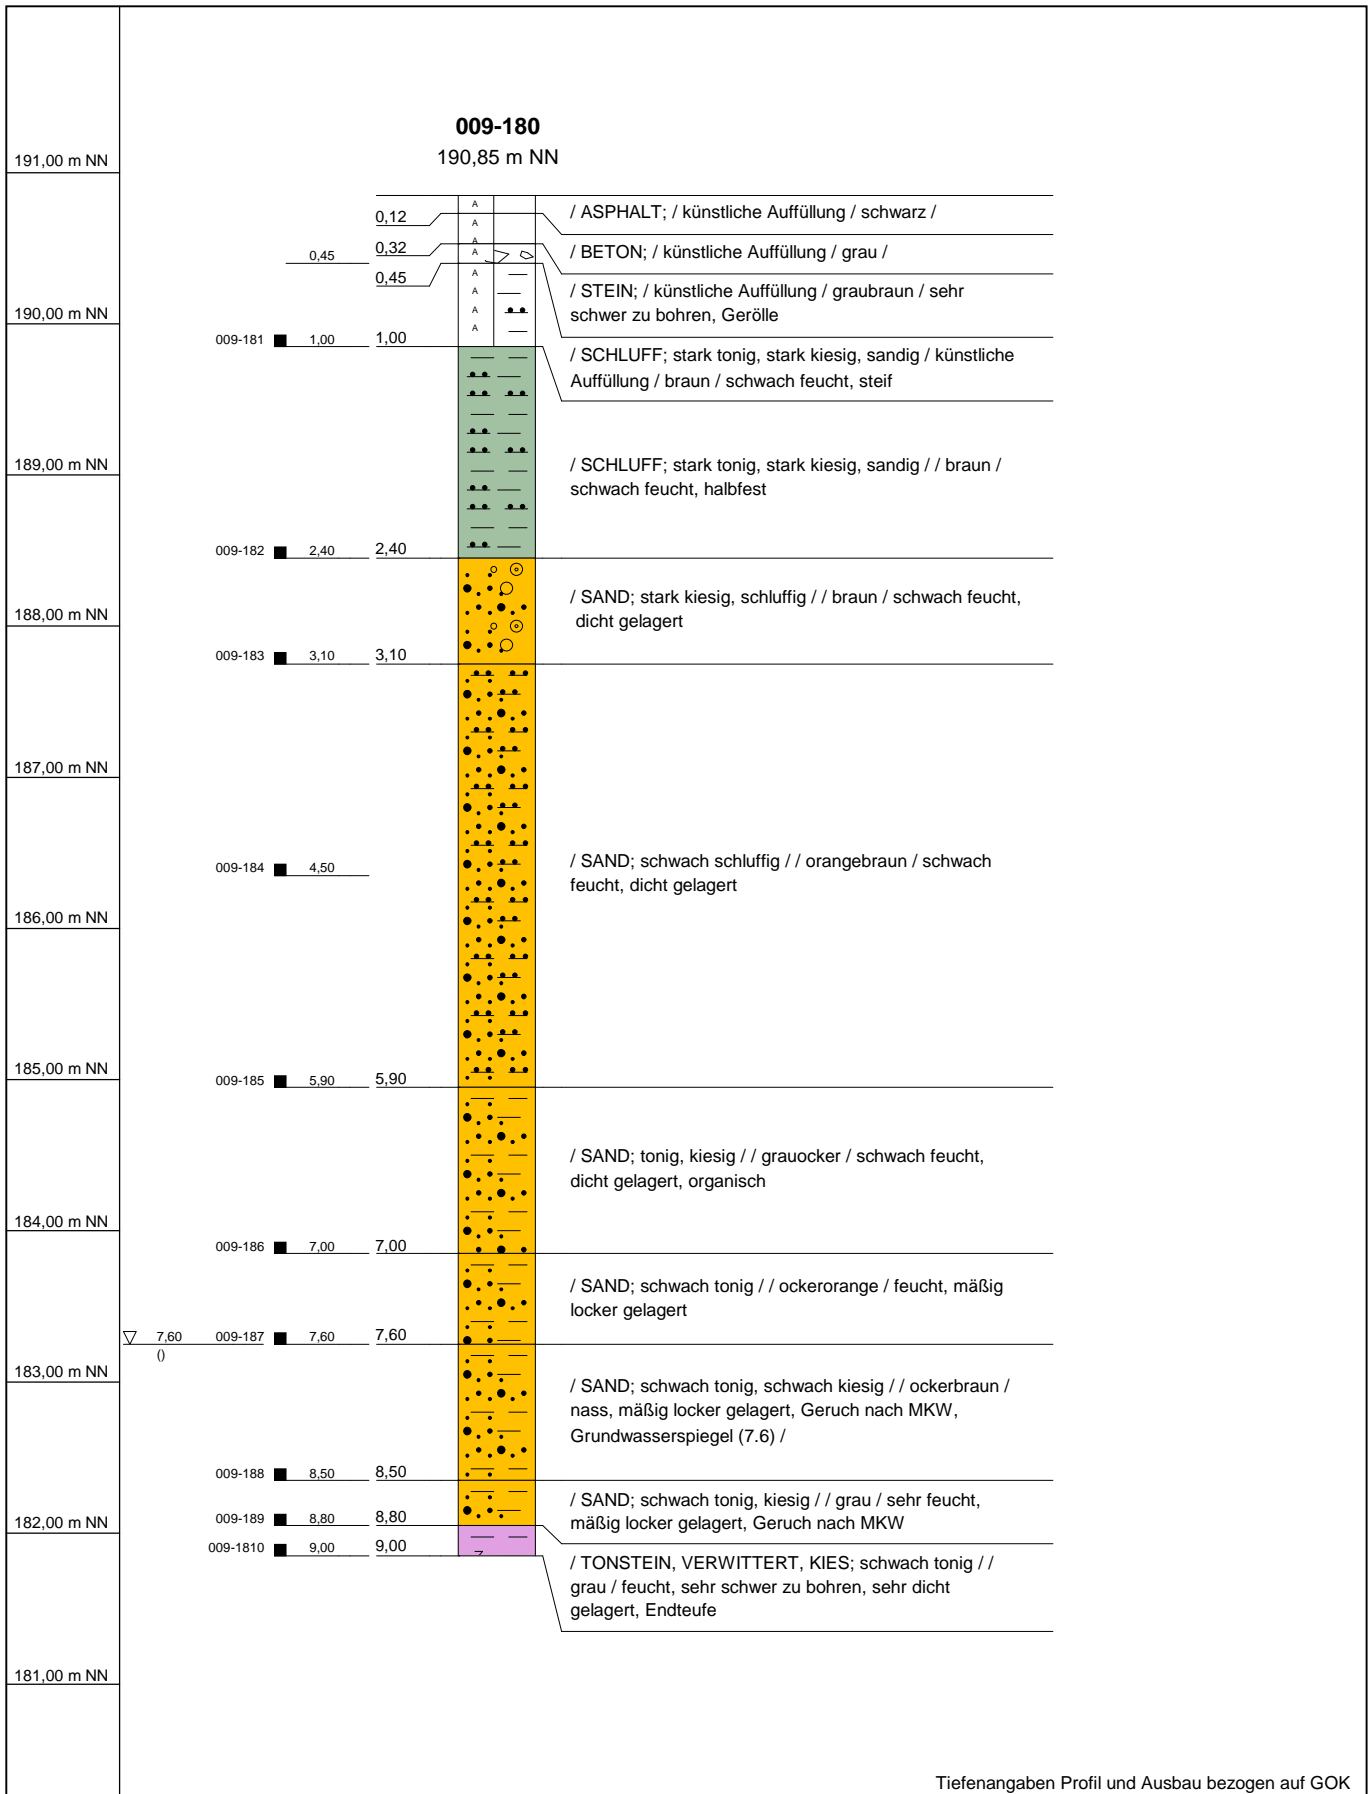 009-180
190,85 m NN
191,00 m NN
190,00 m NN
189,00 m NN
188,00 m NN
187,00 m NN
186,00 m NN
185,00 m NN
184,00 m NN
183,00 m NN
182,00 m NN
181,00 m NN
A
A
A
A
A
A
A
A
0,12
/ ASPHALT; / künstliche Auffüllung / schwarz /
0,32
/ BETON; / künstliche Auffüllung / grau /
0,45
0,45
/ STEIN; / künstliche Auffüllung / graubraun / sehr
schwer zu bohren, Gerölle
009-181 1,00 1,00
/ SCHLUFF; stark tonig, stark kiesig, sandig / künstliche
Auffüllung / braun / schwach feucht, steif
/ SCHLUFF; stark tonig, stark kiesig, sandig / / braun /
schwach feucht, halbfest
009-182 2,40 2,40
/ SAND; stark kiesig, schluffig / / braun / schwach feucht,
dicht gelagert
009-183 3,10 3,10
009-184 4,50
/ SAND; schwach schluffig / / orangebraun / schwach
feucht, dicht gelagert
009-185 5,90 5,90
/ SAND; tonig, kiesig / / grauocker / schwach feucht,
dicht gelagert, organisch
009-186 7,00 7,00
/ SAND; schwach tonig / / ockerorange / feucht, mäßig
locker gelagert
7,60 009-187 7,60 7,60
()
/ SAND; schwach tonig, schwach kiesig / / ockerbraun /
nass, mäßig locker gelagert, Geruch nach MKW,
Grundwasserspiegel (7.6) /
009-188 8,50 8,50
/ SAND; schwach tonig, kiesig / / grau / sehr feucht,
mäßig locker gelagert, Geruch nach MKW
009-189 8,80 8,80
009-1810 9,00 9,00
/ TONSTEIN, VERWITTERT, KIES; schwach tonig / /
grau / feucht, sehr schwer zu bohren, sehr dicht
gelagert, Endteufe
Tiefenangaben Profil und Ausbau bezogen auf GOK